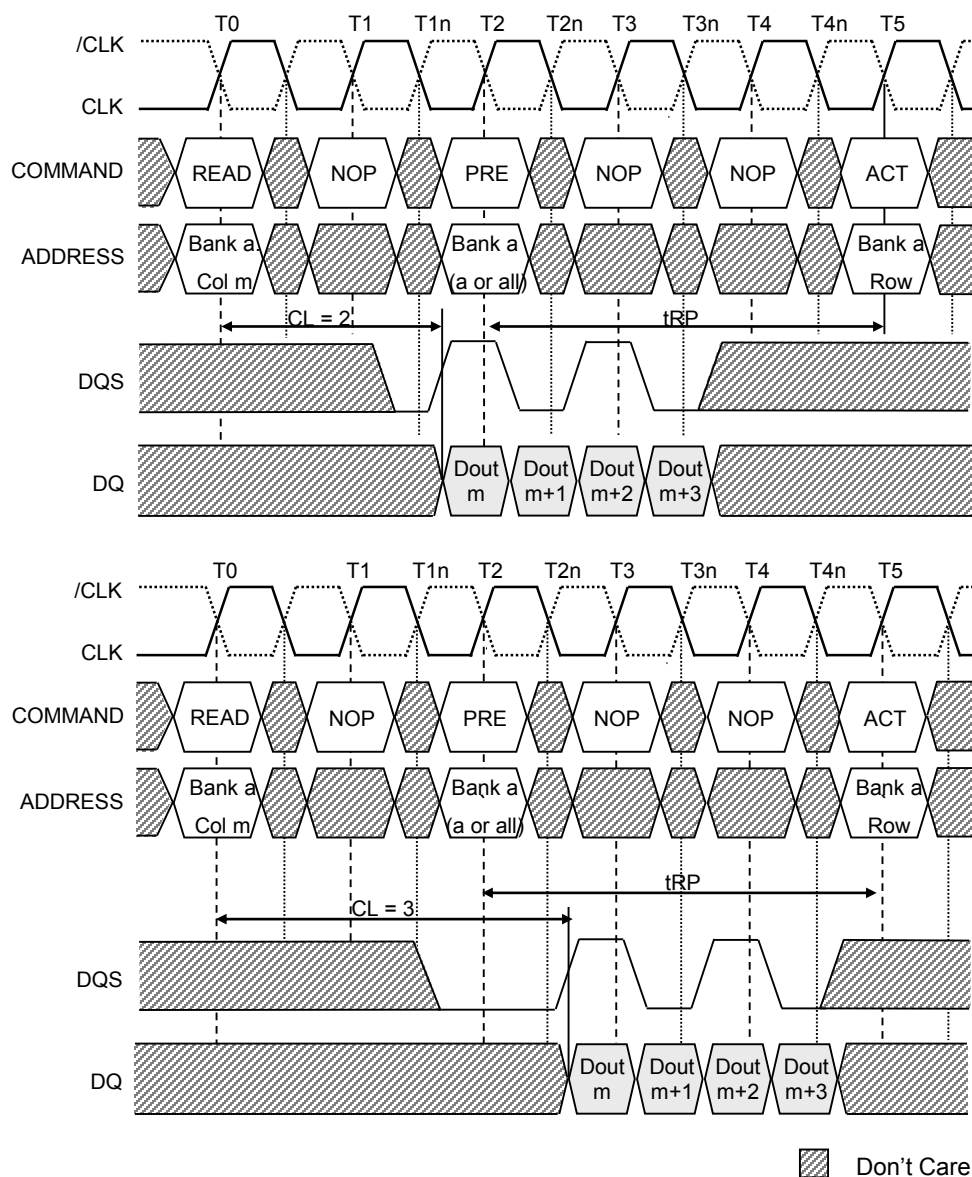 T0 T1 T1n T2 T2n T3 T3n T4 T4n T5
/CLK
CLK
COMMAND READ NOP PRE NOP NOP ACT
ADDRESS Bank a. Bank a Bank a
Col m (a or all) Row
CL = 2 tRP
DQS
DQ Dout Dout Dout Dout
m m+1 m+2 m+3
T0 T1 T1n T2 T2n T3 T3n T4 T4n T5
/CLK
CLK
COMMAND READ NOP PRE NOP NOP ACT
ADDRESS Bank a Bank a Bank a
Col m (a or all) Row
tRP
CL = 3
DQS
DQ Dout Dout Dout Dout
m m+1 m+2 m+3
Don't Care